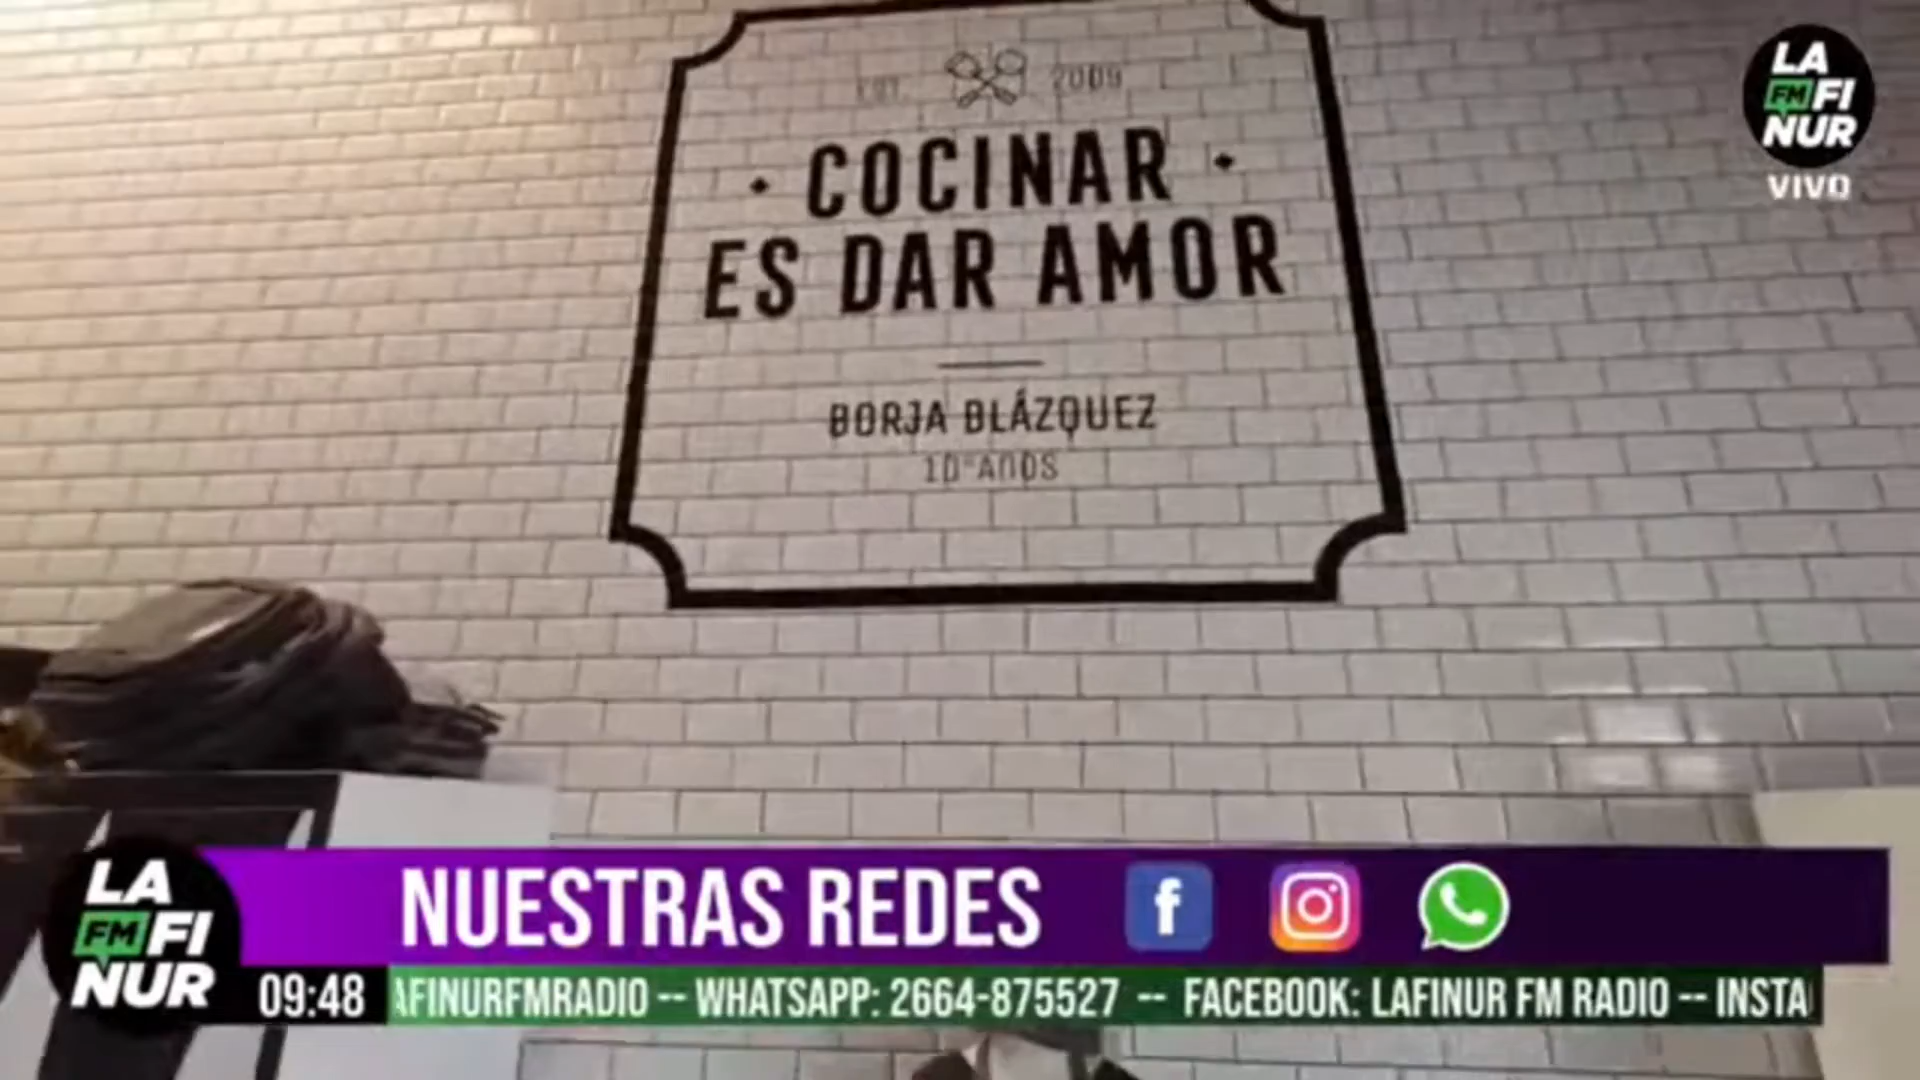 EST. 2009
COCINAR
ES DAR AMOR
BORJA BLÁZQUEZ
10 AÑOS
LA
FM FI
NUR
VIVO
NUESTRAS REDES
LA
FM FI
NUR
09:48
AFINURFMRADIO -- WHATSAPP: 2664-875527 -- FACEBOOK: LAFINUR FM RADIO -- INSTA